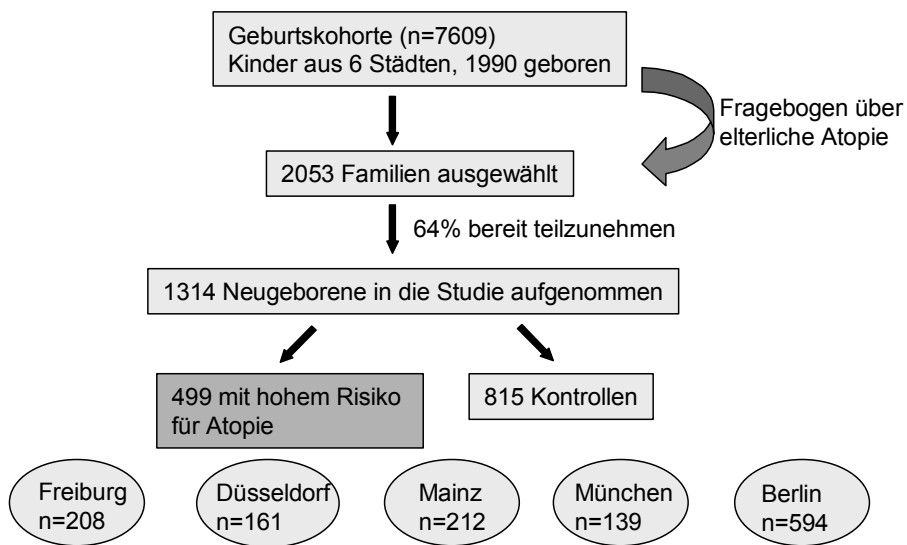 Geburtskohorte (n=7609)
Kinder aus 6 Städten, 1990 geboren
Fragebogen über
elterliche Atopie
2053 Familien ausgewählt
64% bereit teilzunehmen
1314 Neugeborene in die Studie aufgenommen
499 mit hohem Risiko
für Atopie
815 Kontrollen
Freiburg
n=208
Düsseldorf
n=161
Mainz
n=212
München
n=139
Berlin
n=594